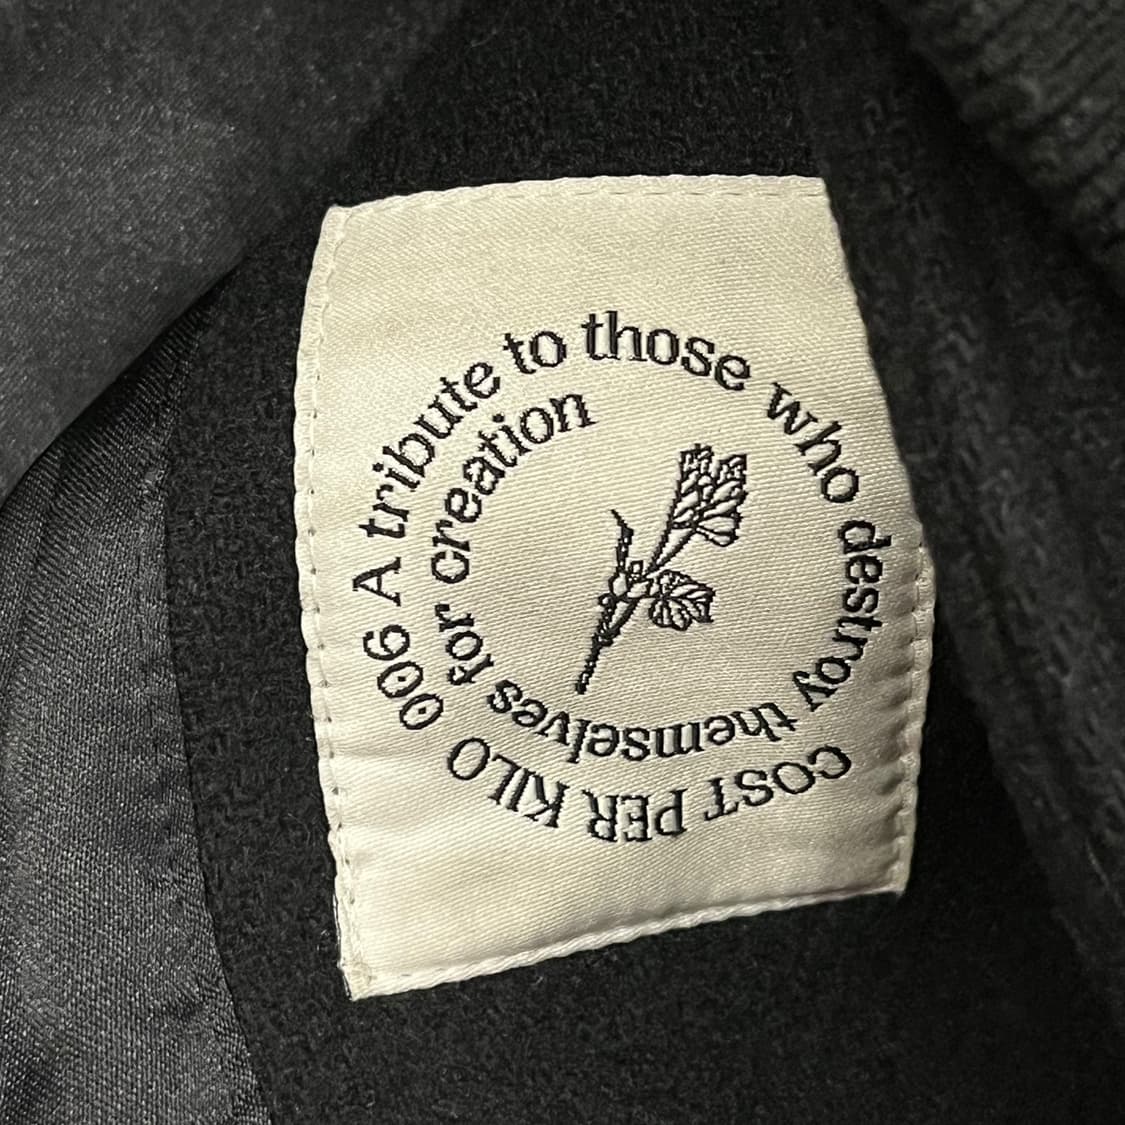 COST PER KILO 006 A tribute to those who destroy themselves for creation